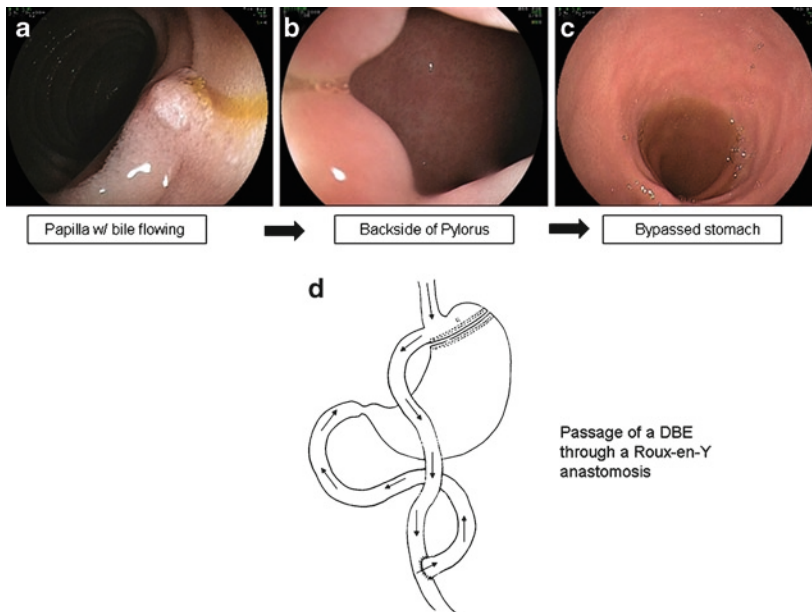 a
b
c
Papilla w/ bile flowing
Backside of Pylorus
Bypassed stomach
d
Passage of a DBE
through a Roux-en-Y
anastomosis